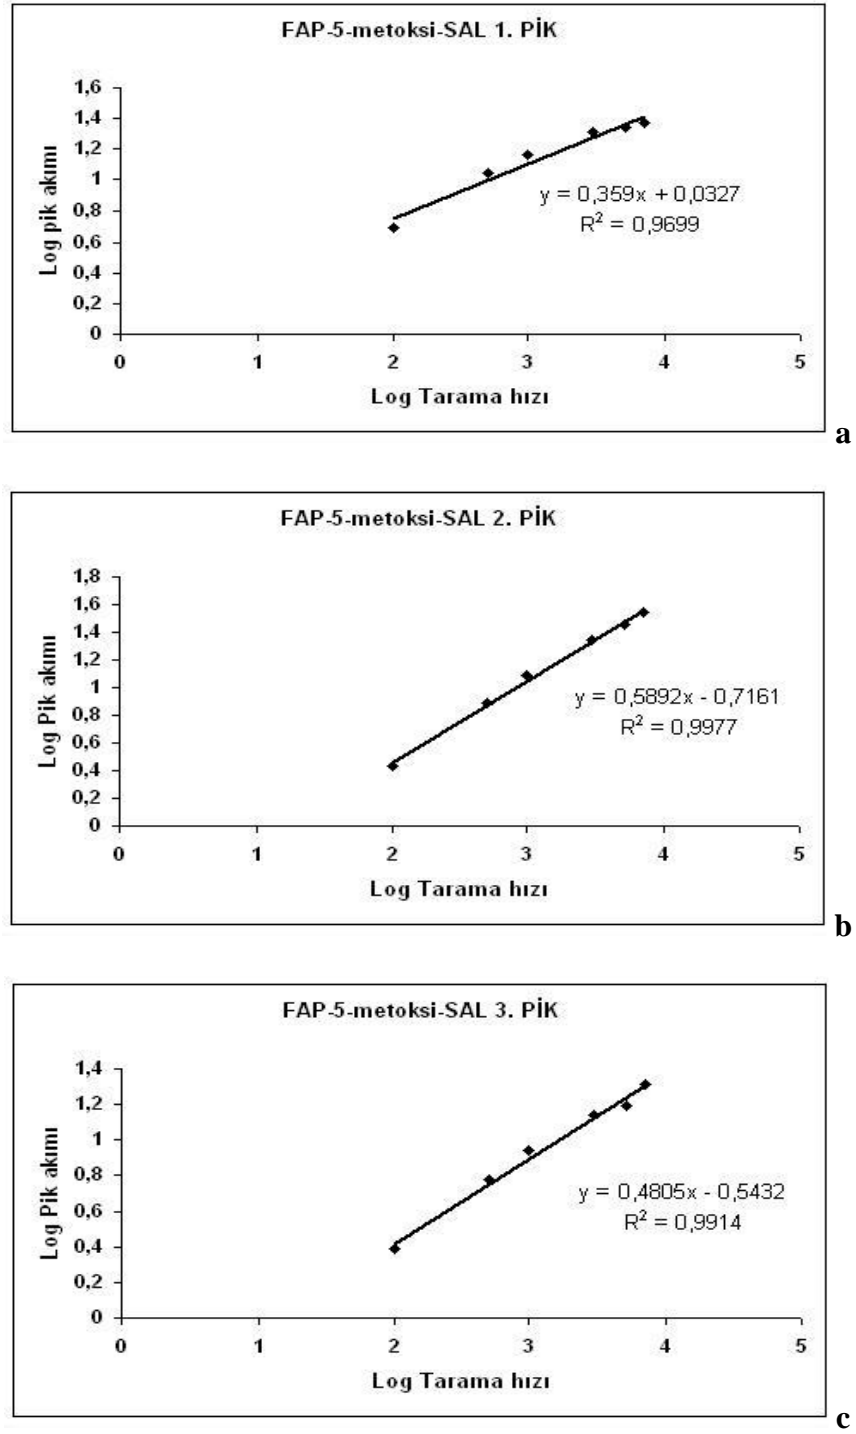 FAP-5-metoksi-SAL 1. PİK
Log pik akımı
1,6
1,4
1,2
1
0,8
0,6
0,4
0,2
0
y = 0,359x + 0,0327
R² = 0,9699
0 1 2 3 4 5
Log Tarama hızı
a
FAP-5-metoksi-SAL 2. PİK
Log Pik akımı
1,8
1,6
1,4
1,2
1
0,8
0,6
0,4
0,2
0
y = 0,5892x - 0,7161
R² = 0,9977
0 1 2 3 4 5
Log Tarama hızı
b
FAP-5-metoksi-SAL 3. PİK
Log Pik akımı
1,4
1,2
1
0,8
0,6
0,4
0,2
0
y = 0,4805x - 0,5432
R² = 0,9914
0 1 2 3 4 5
Log Tarama hızı
c